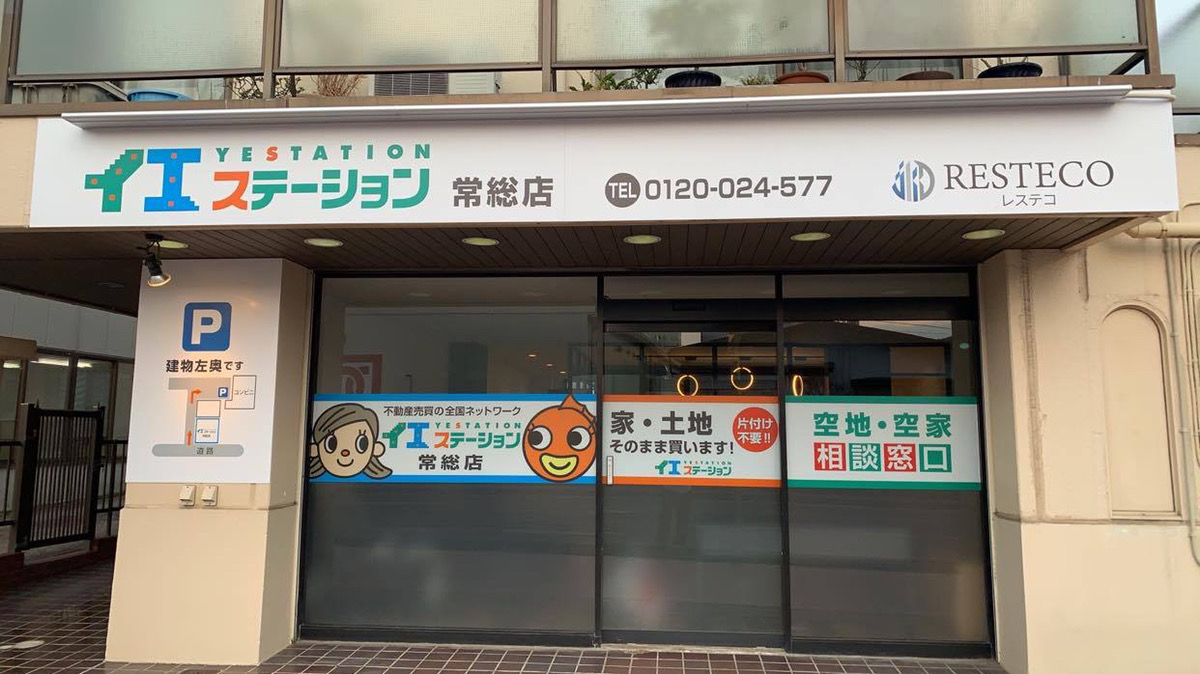 YESTATION
イエステーション
常総店
TEL 0120-024-577
RESTECO
レステコ
P
建物左奥です
P
コンビニ
道路
不動産売買の全国ネットワーク
YESTATION
イエステーション
常総店
家・土地
そのまま買います!
片付け
不要!!
YESTATION
イエステーション
空地・空家
相談窓口